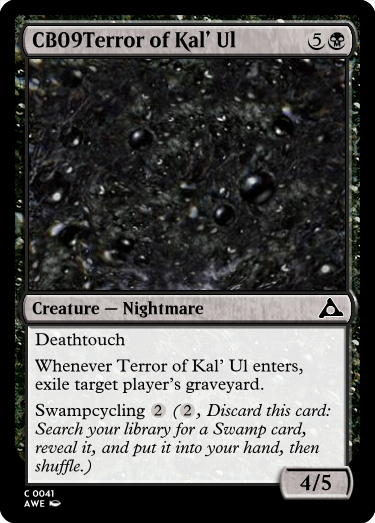 CB09Terror of Kal' Ul 5
Creature — Nightmare
Deathtouch
Whenever Terror of Kal' Ul enters,
exile target player's graveyard.
Swampcycling 2 (2, Discard this card:
Search your library for a Swamp card,
reveal it, and put it into your hand, then
shuffle.)
4/5
C 0041
AWE